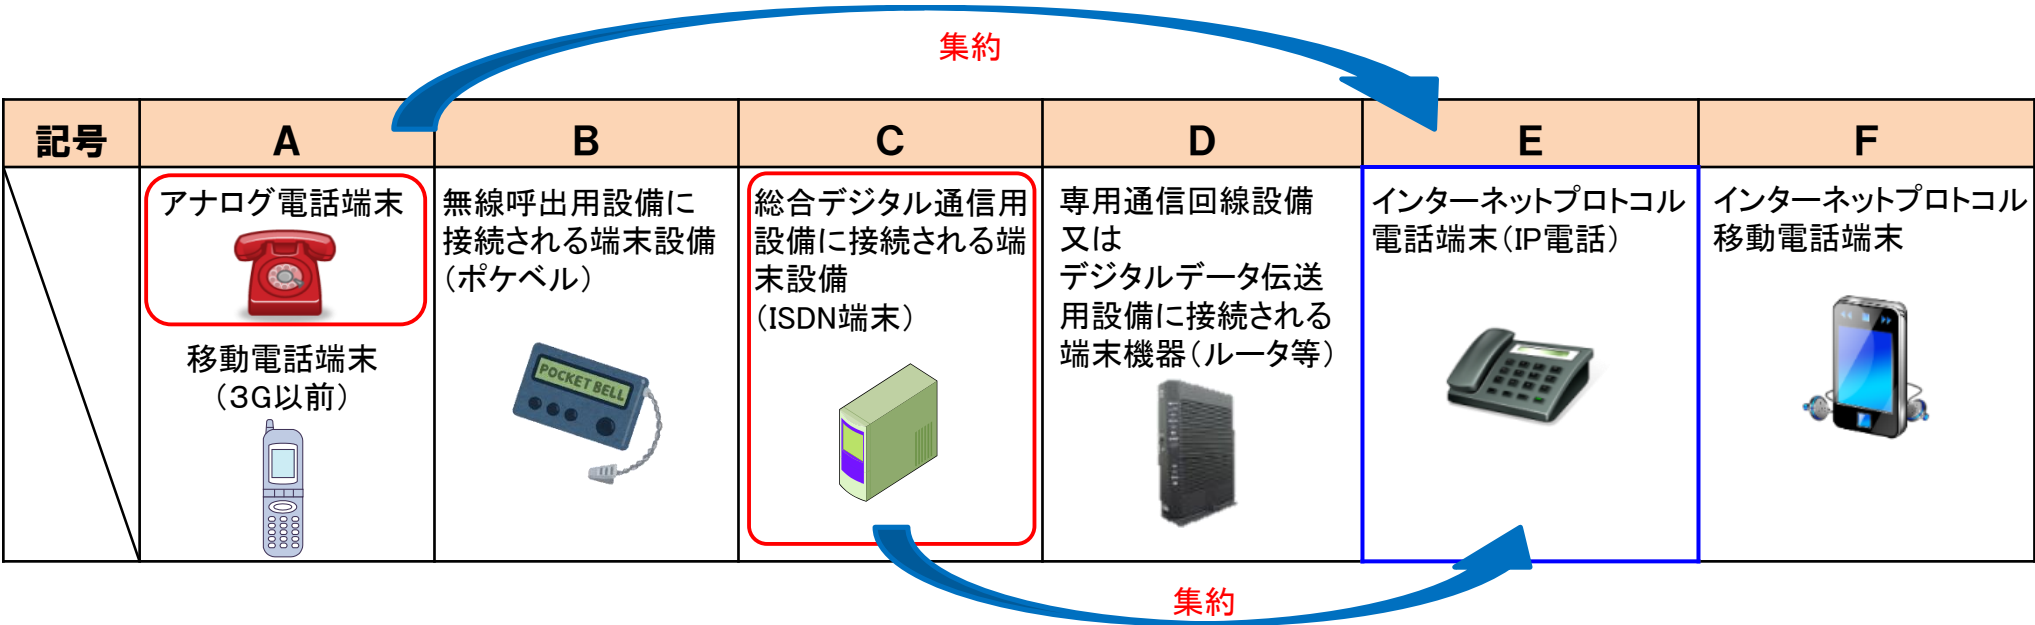 集約
記号
A
B
C
D
E
F
アナログ電話端末
移動電話端末
（3G以前）
無線呼出用設備に
接続される端末設備
（ポケベル）
POCKET BELL
総合デジタル通信用
設備に接続される端
末設備
（ISDN端末）
専用通信回線設備
又は
デジタルデータ伝送
用設備に接続される
端末機器（ルータ等）
インターネットプロトコル
電話端末（IP電話）
インターネットプロトコル
移動電話端末
集約